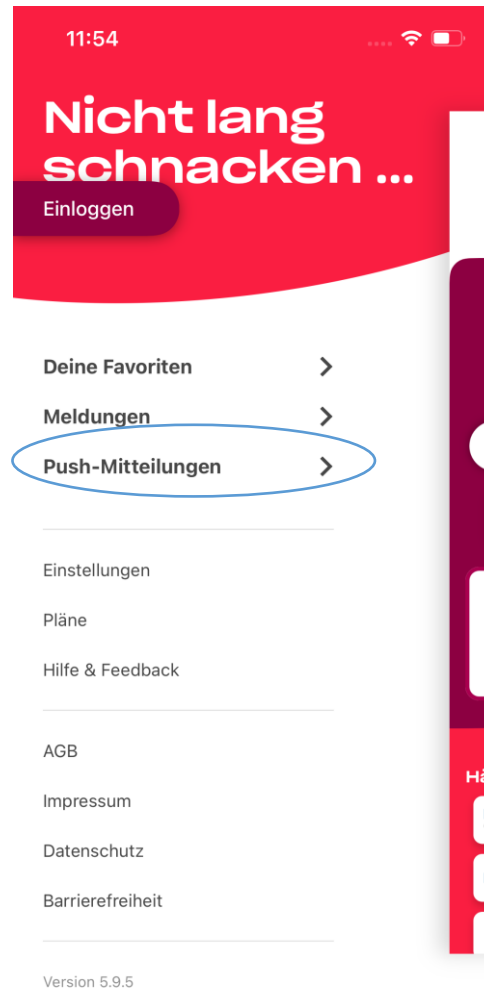 11:54
Nicht lang
schnacken ...
Einloggen
Deine Favoriten
Meldungen
Push-Mitteilungen
Einstellungen
Pläne
Hilfe & Feedback
AGB
Impressum
Datenschutz
Barrierefreiheit
Version 5.9.5